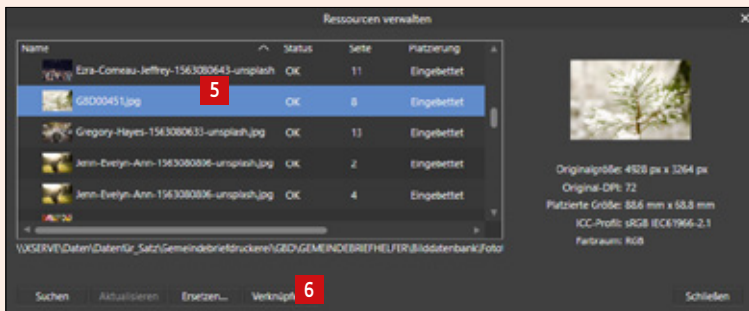 Ressourcen verwalten
Name Status Seite Platzierung
Ezra-Comeau-Jeffrey-1563080643-unsplash OK 11 Eingebettet
5
GBD00451.jpg OK 8 Eingebettet
Gregory-Hayes-1563080633-unsplash.jpg OK 13 Eingebettet
Jenn-Evelyn-Ann-1563080806-unsplash.jpg OK 2 Eingebettet
Jenn-Evelyn-Ann-1563080806-unsplash.jpg OK 4 Eingebettet
\\XSERVE\Daten\Datenfür_Satz\Gemeindebriefdruckerei\GBD\GEMEINDEBRIEFHELFER\Bilddatenbank\Foto
Originalgröße: 4928 px x 3264 px
Original-DPI: 72
Platzierte Größe: 88.6 mm x 58.8 mm
ICC-Profil: sRGB IEC61966-2.1
Farbraum: RGB
Suchen Aktualisieren Ersetzen... Verknüpf 6 Schließen